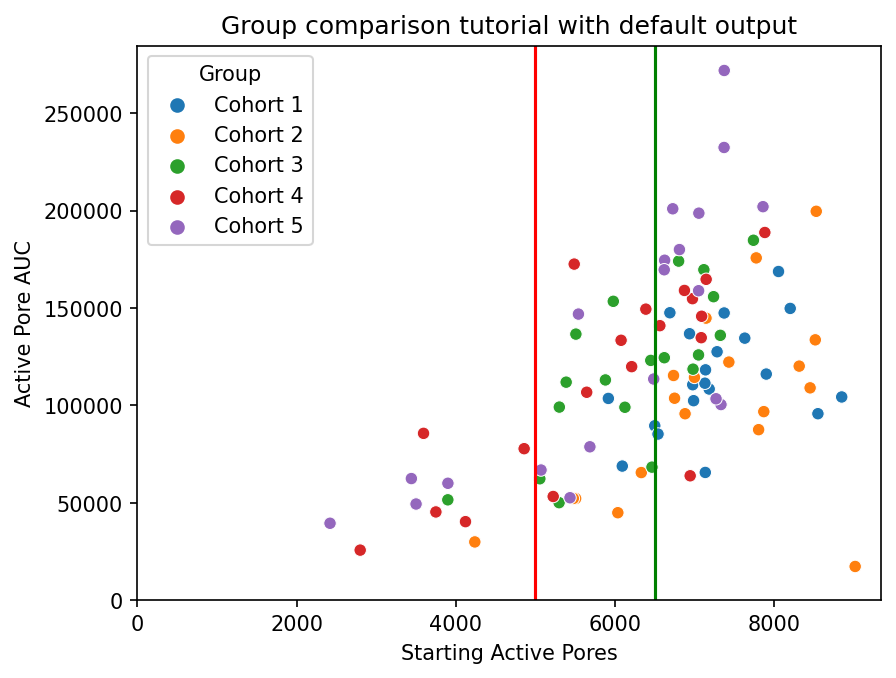 Group comparison tutorial with default output
Group
Cohort 1
Cohort 2
Cohort 3
Cohort 4
Cohort 5
250000
200000
150000
100000
50000
0
Active Pore AUC
0 2000 4000 6000 8000
Starting Active Pores